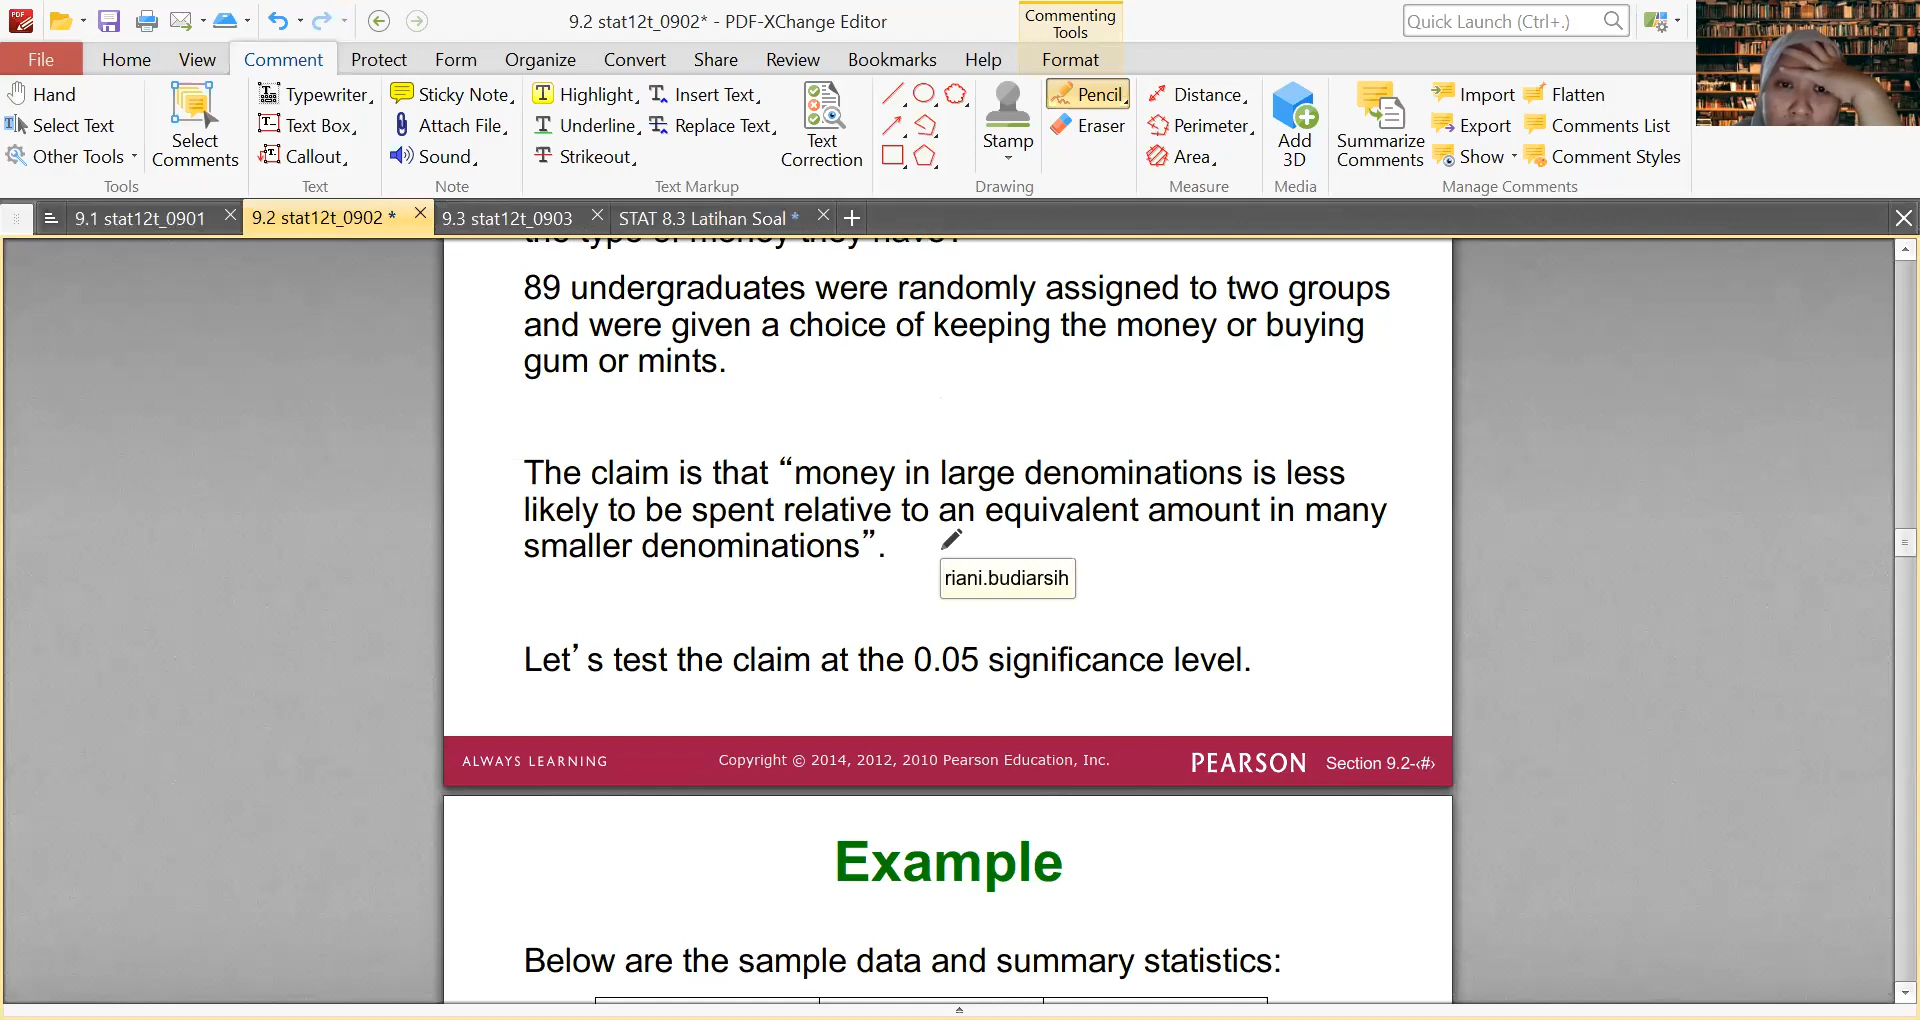 9.2 stat12t_0902* - PDF-XChange Editor
Commenting Tools
Quick Launch (Ctrl+.)
File Home View Comment Protect Form Organize Convert Share Review Bookmarks Help Format
Hand
Select Text
Other Tools
Select Comments
Tools
Typewriter
Text Box
Callout
Text
Sticky Note
Attach File
Sound
Note
Highlight
Underline
Strikeout
Insert Text
Replace Text
Text Correction
Text Markup
Stamp
Drawing
Pencil
Eraser
Distance
Perimeter
Area
Measure
Add 3D
Media
Summarize Comments
Import
Export
Show
Flatten
Comments List
Comment Styles
Manage Comments
9.1 stat12t_0901
9.2 stat12t_0902 *
9.3 stat12t_0903
STAT 8.3 Latihan Soal *
the type of money they have?
89 undergraduates were randomly assigned to two groups
and were given a choice of keeping the money or buying
gum or mints.
The claim is that “money in large denominations is less
likely to be spent relative to an equivalent amount in many
smaller denominations”.
riani.budiarsih
Let’s test the claim at the 0.05 significance level.
ALWAYS LEARNING
Copyright © 2014, 2012, 2010 Pearson Education, Inc.
PEARSON
Section 9.2-‹#›
Example
Below are the sample data and summary statistics: